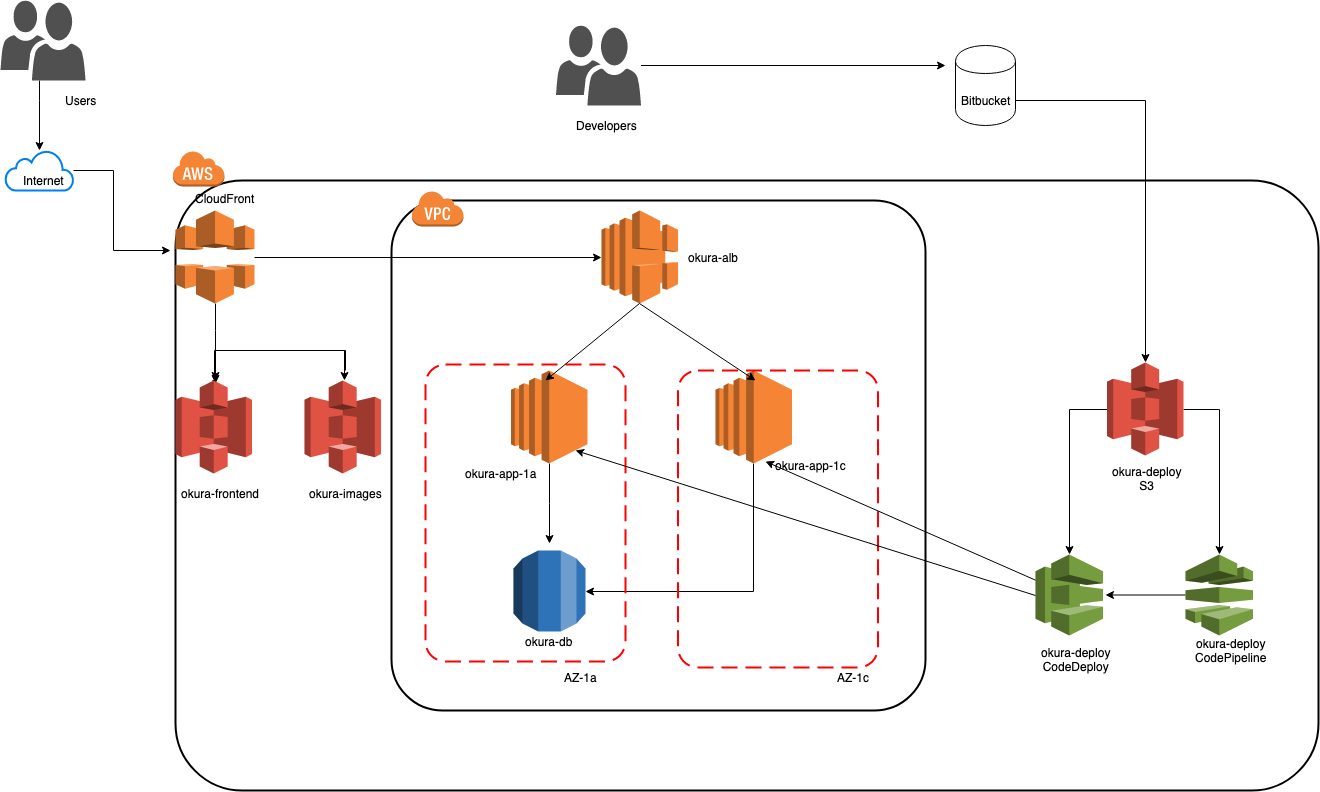 Users
Developers
Bitbucket
Internet
AWS
CloudFront
VPC
okura-alb
okura-app-1a
okura-app-1c
okura-deploy
S3
okura-frontend
okura-images
okura-db
okura-deploy
CodeDeploy
okura-deploy
CodePipeline
AZ-1a
AZ-1c